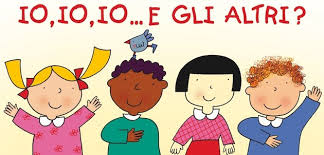 IO, IO, IO... E GLI ALTRI?